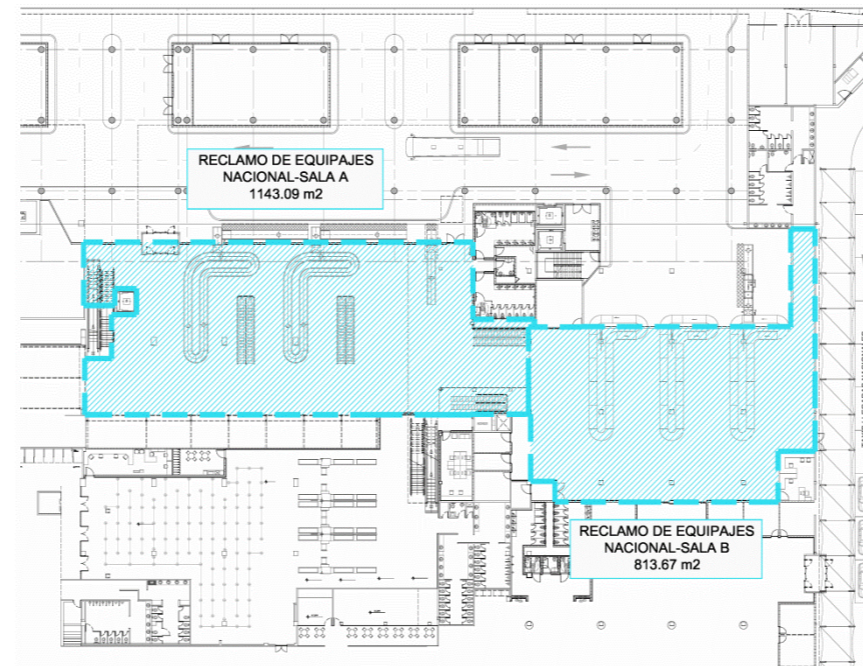 RECLAMO DE EQUIPAJES
NACIONAL-SALA A
1143.09 m2
RECLAMO DE EQUIPAJES
NACIONAL-SALA B
813.67 m2